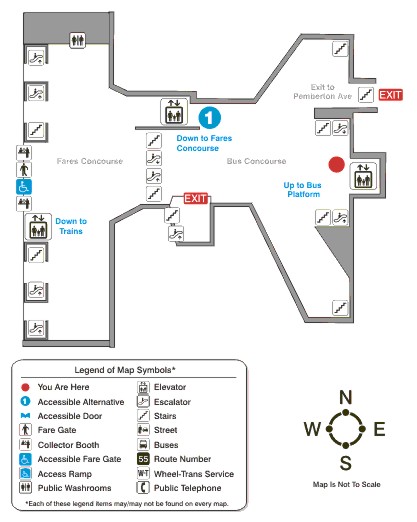 Exit to
Pemberton Ave
EXIT
1
Down to Fares
Concourse
Fares Concourse
Bus Concourse
Up to Bus
Platform
EXIT
Down to
Trains
Legend of Map Symbols*
You Are Here
1 Accessible Alternative
Accessible Door
Fare Gate
Collector Booth
Accessible Fare Gate
Access Ramp
Public Washrooms
Elevator
Escalator
Stairs
Street
Buses
55 Route Number
W-T Wheel-Trans Service
Public Telephone
*Each of these legend items may/may not be found on every map.
N
W E
S
Map Is Not To Scale